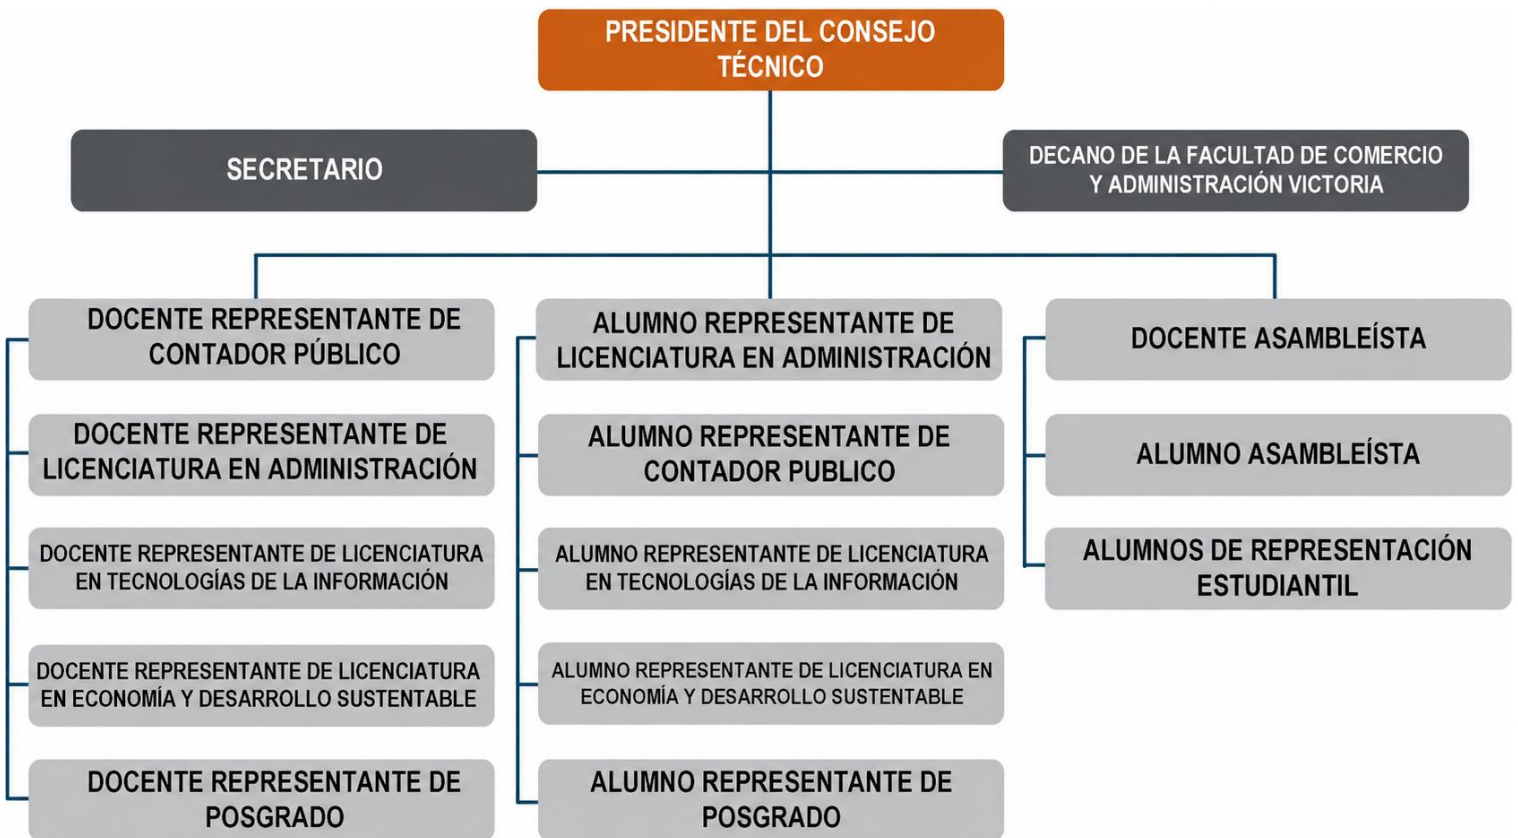 PRESIDENTE DEL CONSEJO
TÉCNICO
SECRETARIO
DECANO DE LA FACULTAD DE COMERCIO
Y ADMINISTRACIÓN VICTORIA
DOCENTE REPRESENTANTE DE
CONTADOR PÚBLICO
DOCENTE REPRESENTANTE DE
LICENCIATURA EN ADMINISTRACIÓN
DOCENTE REPRESENTANTE DE LICENCIATURA
EN TECNOLOGÍAS DE LA INFORMACIÓN
DOCENTE REPRESENTANTE DE LICENCIATURA
EN ECONOMÍA Y DESARROLLO SUSTENTABLE
DOCENTE REPRESENTANTE DE
POSGRADO
ALUMNO REPRESENTANTE DE
LICENCIATURA EN ADMINISTRACIÓN
ALUMNO REPRESENTANTE DE
CONTADOR PUBLICO
ALUMNO REPRESENTANTE DE LICENCIATURA
EN TECNOLOGÍAS DE LA INFORMACIÓN
ALUMNO REPRESENTANTE DE LICENCIATURA EN
ECONOMÍA Y DESARROLLO SUSTENTABLE
ALUMNO REPRESENTANTE DE
POSGRADO
DOCENTE ASAMBLEÍSTA
ALUMNO ASAMBLEÍSTA
ALUMNOS DE REPRESENTACIÓN
ESTUDIANTIL